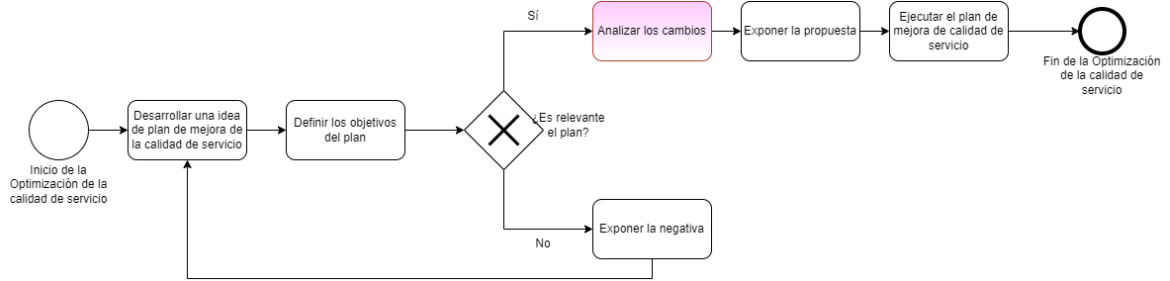 Sí
Analizar los cambios
Exponer la propuesta
Ejecutar el plan de
mejora de calidad de
servicio
Fin de la Optimización
de la calidad de
servicio
Inicio de la
Optimización de la
calidad de servicio
Desarrollar una idea
de plan de mejora de
la calidad de servicio
Definir los objetivos
del plan
¿Es relevante
el plan?
No
Exponer la negativa